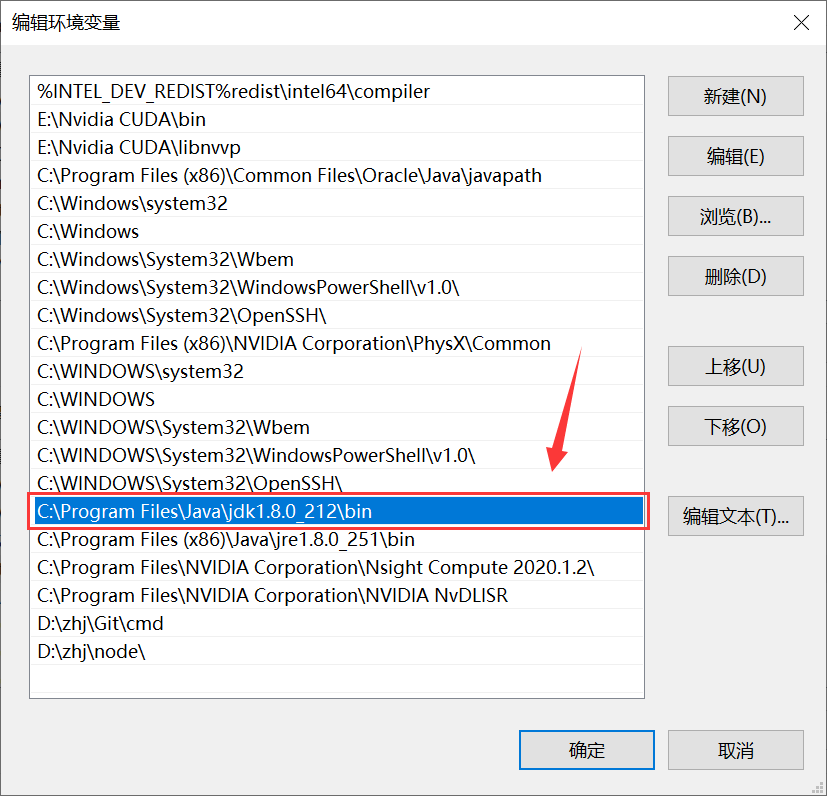 编辑环境变量
%INTEL_DEV_REDIST%redist\intel64\compiler
E:\Nvidia CUDA\bin
E:\Nvidia CUDA\libnvvp
C:\Program Files (x86)\Common Files\Oracle\Java\javapath
C:\Windows\system32
C:\Windows
C:\Windows\System32\Wbem
C:\Windows\System32\WindowsPowerShell\v1.0\
C:\Windows\System32\OpenSSH\
C:\Program Files (x86)\NVIDIA Corporation\PhysX\Common
C:\WINDOWS\system32
C:\WINDOWS
C:\WINDOWS\System32\Wbem
C:\WINDOWS\System32\WindowsPowerShell\v1.0\
C:\WINDOWS\System32\OpenSSH\
C:\Program Files\Java\jdk1.8.0_212\bin
C:\Program Files (x86)\Java\jre1.8.0_251\bin
C:\Program Files\NVIDIA Corporation\Nsight Compute 2020.1.2\
C:\Program Files\NVIDIA Corporation\NVIDIA NvDLISR
D:\zhj\Git\cmd
D:\zhj\node\
新建(N)
编辑(E)
浏览(B)...
删除(D)
上移(U)
下移(O)
编辑文本(T)...
确定
取消